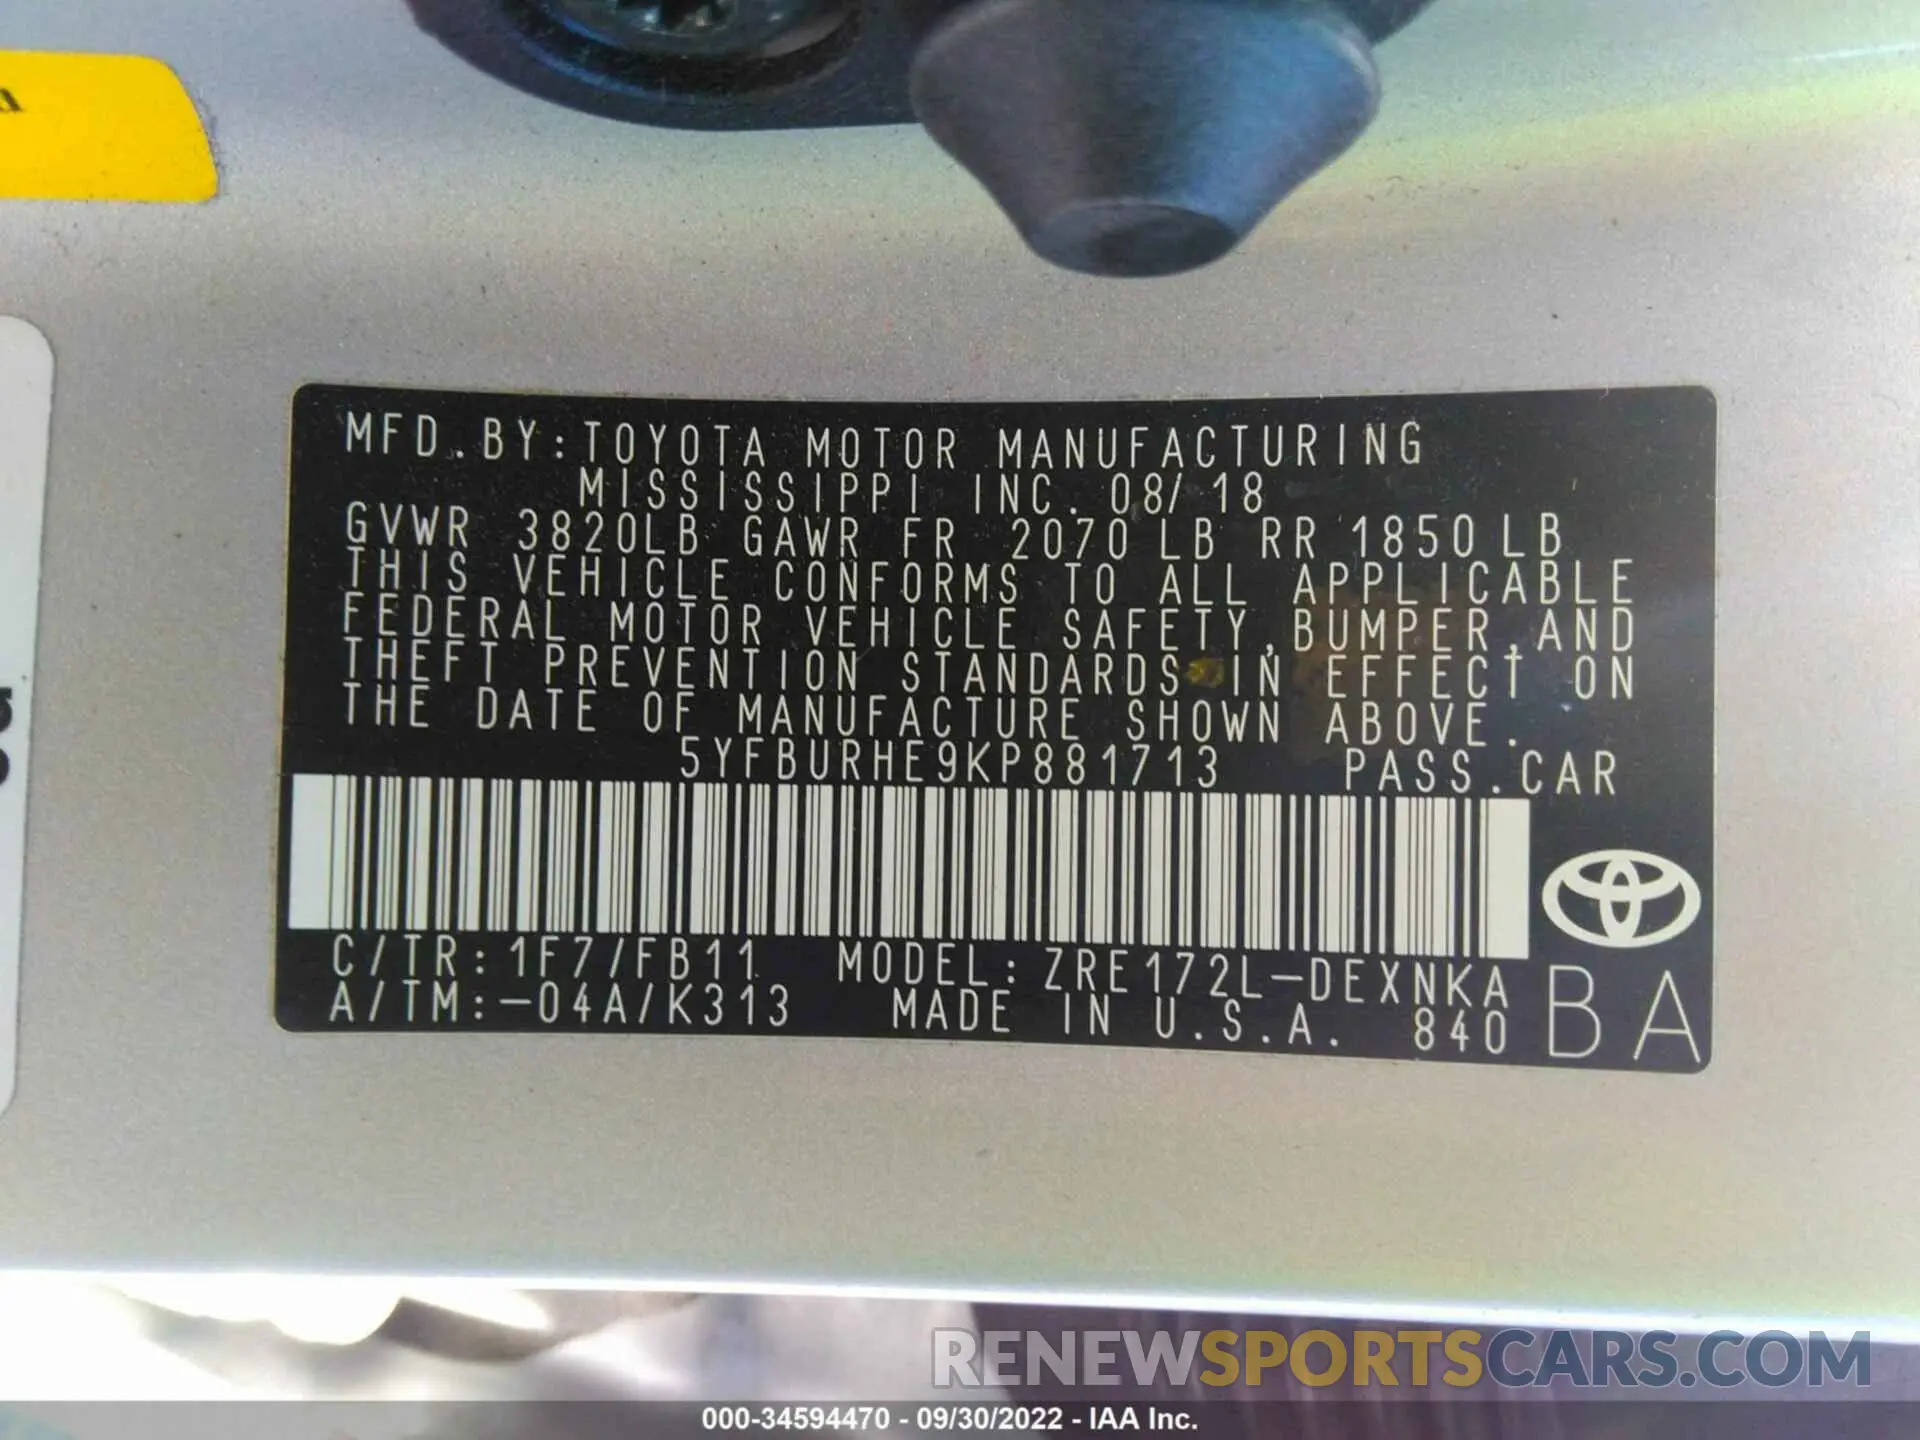 MFD.BY:TOYOTA MOTOR MANUFACTURING
MISSISSIPPI INC. 08/18
GVWR 3820LB GAWR FR 2070LB RR 1850LB
THIS VEHICLE CONFORMS TO ALL APPLICABLE
FEDERAL MOTOR VEHICLE SAFETY,BUMPER,AND
THEFT PREVENTION STANDARDS IN EFFECT ON
THE DATE OF MANUFACTURE SHOWN ABOVE.
5YFBURHE9KP881713 PASS.CAR
C/TR:1F7/FB11 MODEL:ZRE172L-DEXNKA
A/TM:-04A/K313 MADE IN U.S.A. 840
BA
RENEWSPORTSCARS.COM
000-34594470 - 09/30/2022 - IAA Inc.